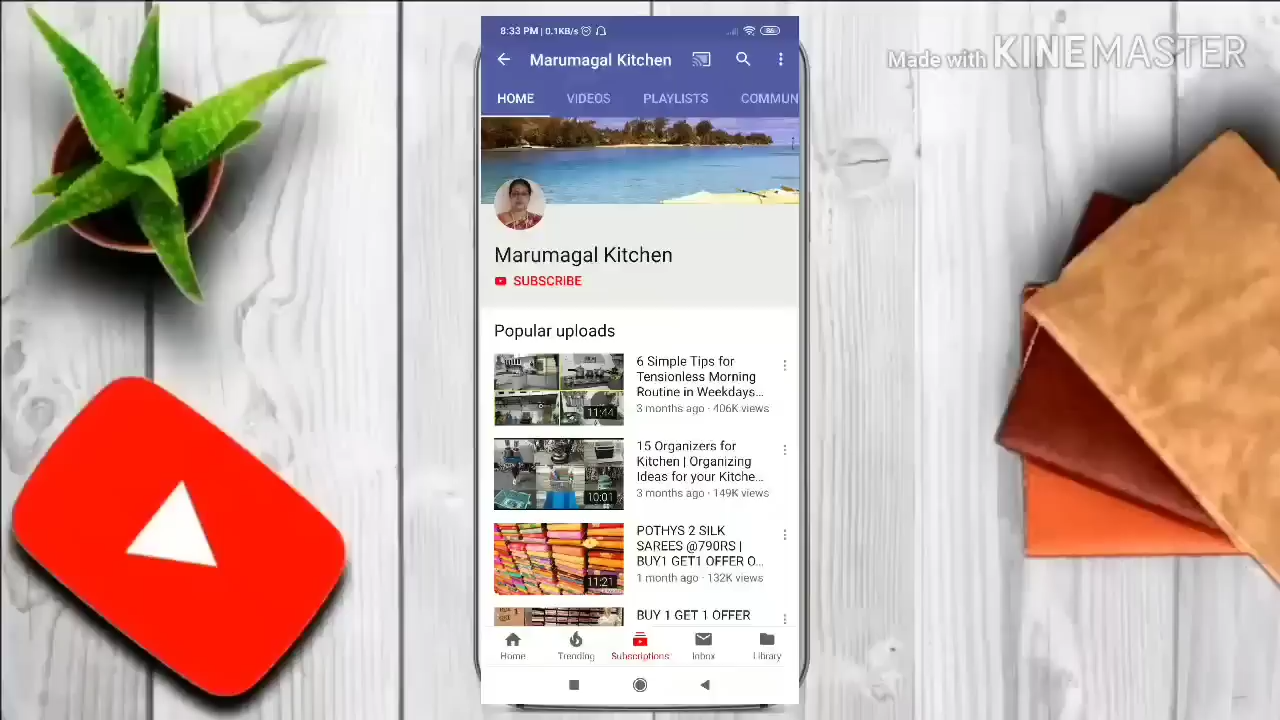 8:33 PM | 0.1KB/s
Made with KINEMASTER
Marumagal Kitchen
HOME VIDEOS PLAYLISTS COMMUN
Marumagal Kitchen
SUBSCRIBE
Popular uploads
6 Simple Tips for
Tensionless Morning
Routine in Weekdays...
3 months ago · 406K views
11:44
15 Organizers for
Kitchen | Organizing
Ideas for your Kitche...
3 months ago · 149K views
10:01
POTHYS 2 SILK
SAREES @790RS |
BUY1 GET1 OFFER O...
1 month ago · 132K views
11:21
BUY 1 GET 1 OFFER
Home Trending Subscriptions Inbox Library